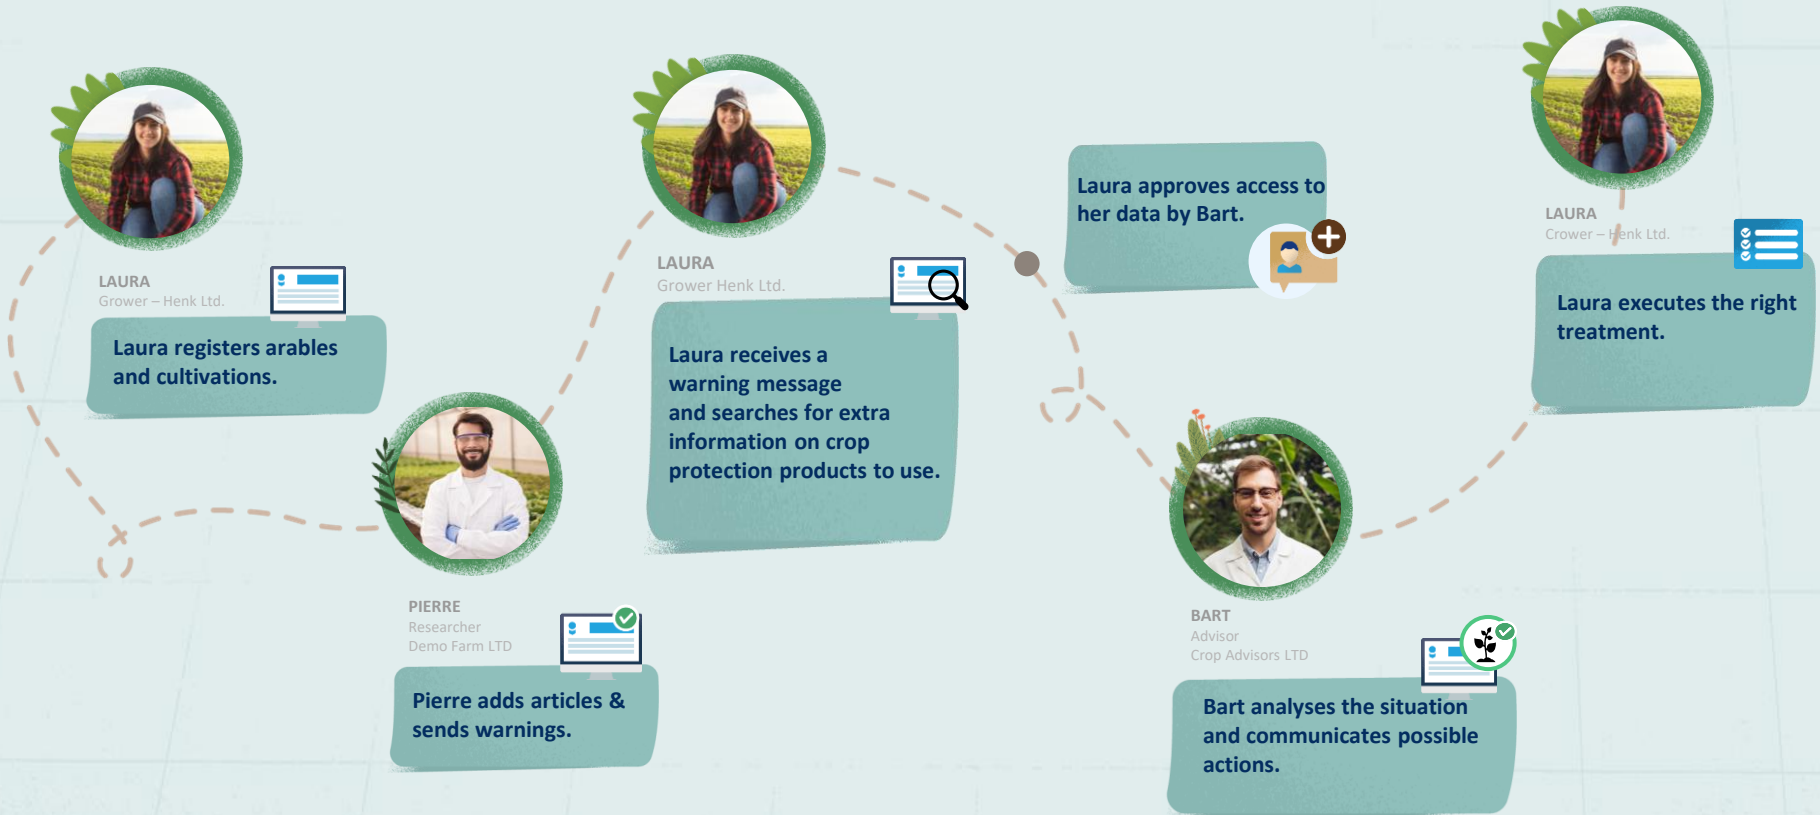 LAURA
Grower – Henk Ltd.
Laura registers arables
and cultivations.
PIERRE
Researcher
Demo Farm LTD
Pierre adds articles &
sends warnings.
LAURA
Grower Henk Ltd.
Laura receives a
warning message
and searches for extra
information on crop
protection products to use.
Laura approves access to
her data by Bart.
BART
Advisor
Crop Advisors LTD
Bart analyses the situation
and communicates possible
actions.
LAURA
Crower – Henk Ltd.
Laura executes the right
treatment.